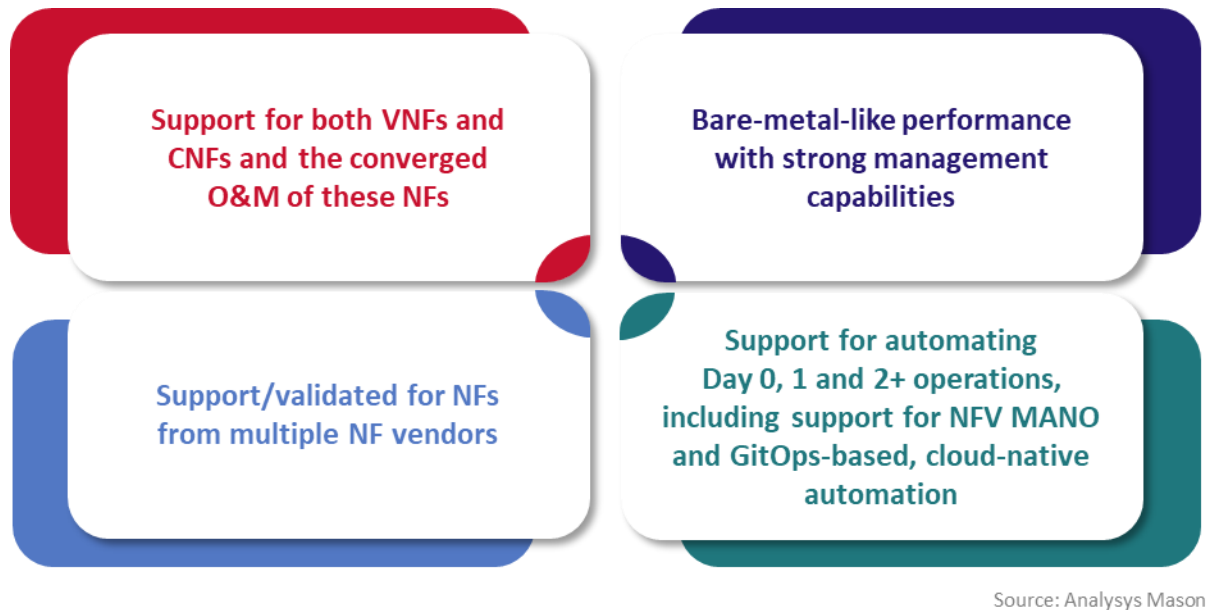 Support for both VNFs and
CNFs and the converged
O&M of these NFs
Bare-metal-like performance
with strong management
capabilities
Support/validated for NFs
from multiple NF vendors
Support for automating
Day 0, 1 and 2+ operations,
including support for NFV MANO
and GitOps-based, cloud-native
automation
Source: Analysys Mason